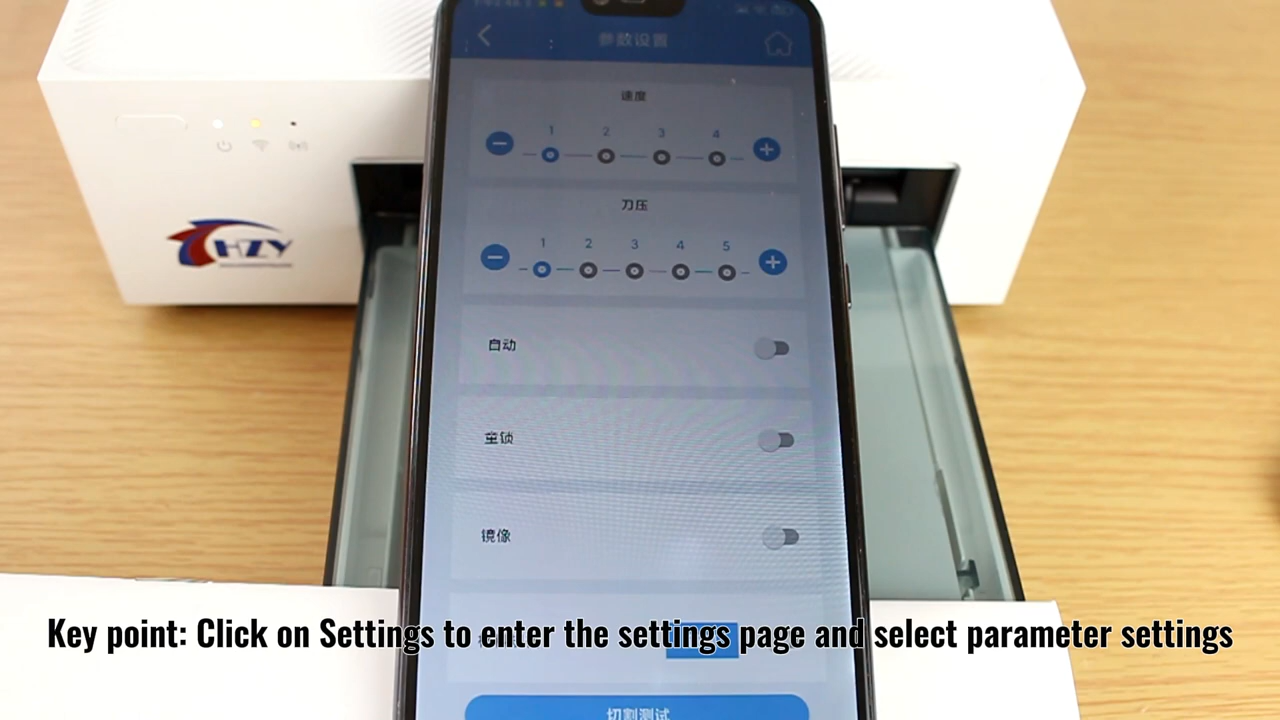 参数设置
速度
1 2 3 4
刀压
1 2 3 4 5
自动
童锁
镜像
HZY
Key point: Click on Settings to enter the settings page and select parameter settings
切割测试